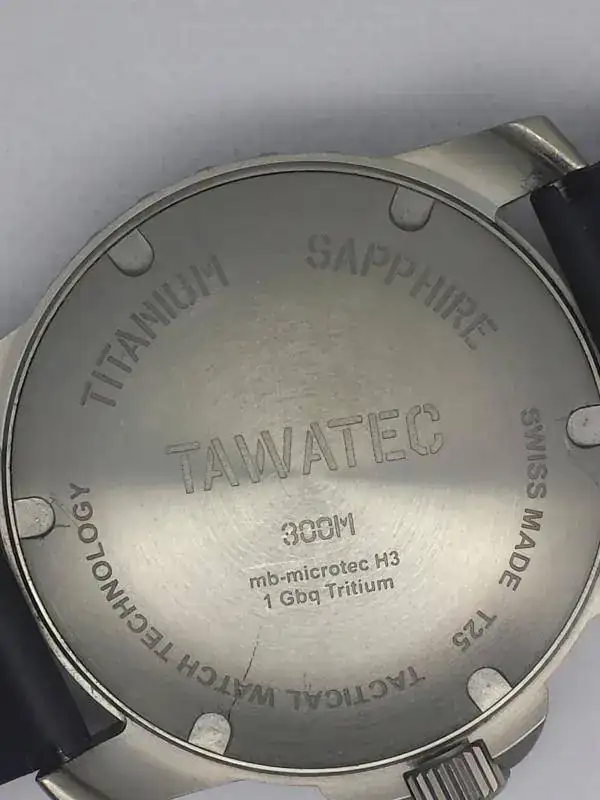 TITANIUM SAPPHIRE
TAWATEC
300M
mb-microtec H3
1 Gbq Tritium
SWISS MADE T25 TACTICAL WATCH TECHNOLOGY